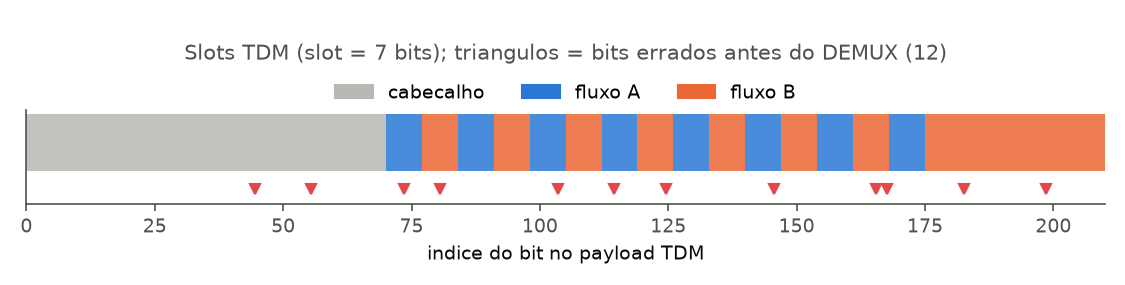 Slots TDM (slot = 7 bits); triangulos = bits errados antes do DEMUX (12)
cabecalho fluxo A fluxo B
0 25 50 75 100 125 150 175 200
indice do bit no payload TDM